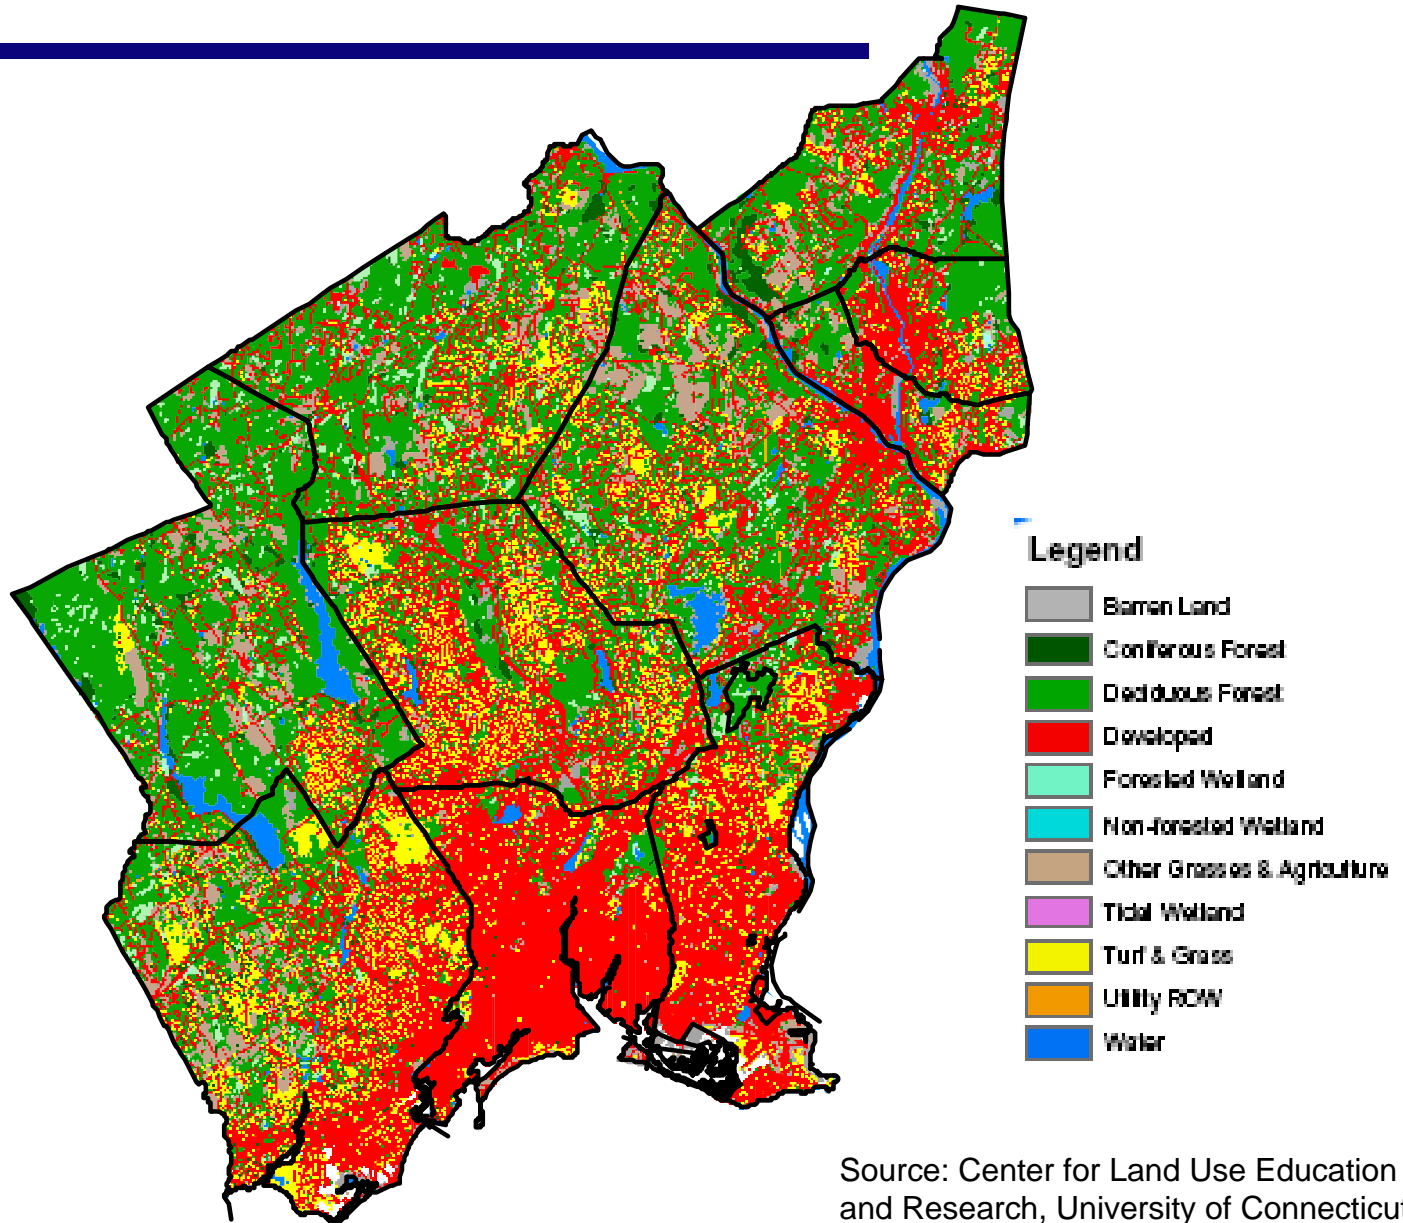 Legend
Barren Land
Coniferous Forest
Deciduous Forest
Developed
Forested Wetland
Non-forested Wetland
Other Grasses & Agriculture
Tidal Wetland
Turf & Grass
Utility ROW
Water
Source: Center for Land Use Education
and Research, University of Connecticut